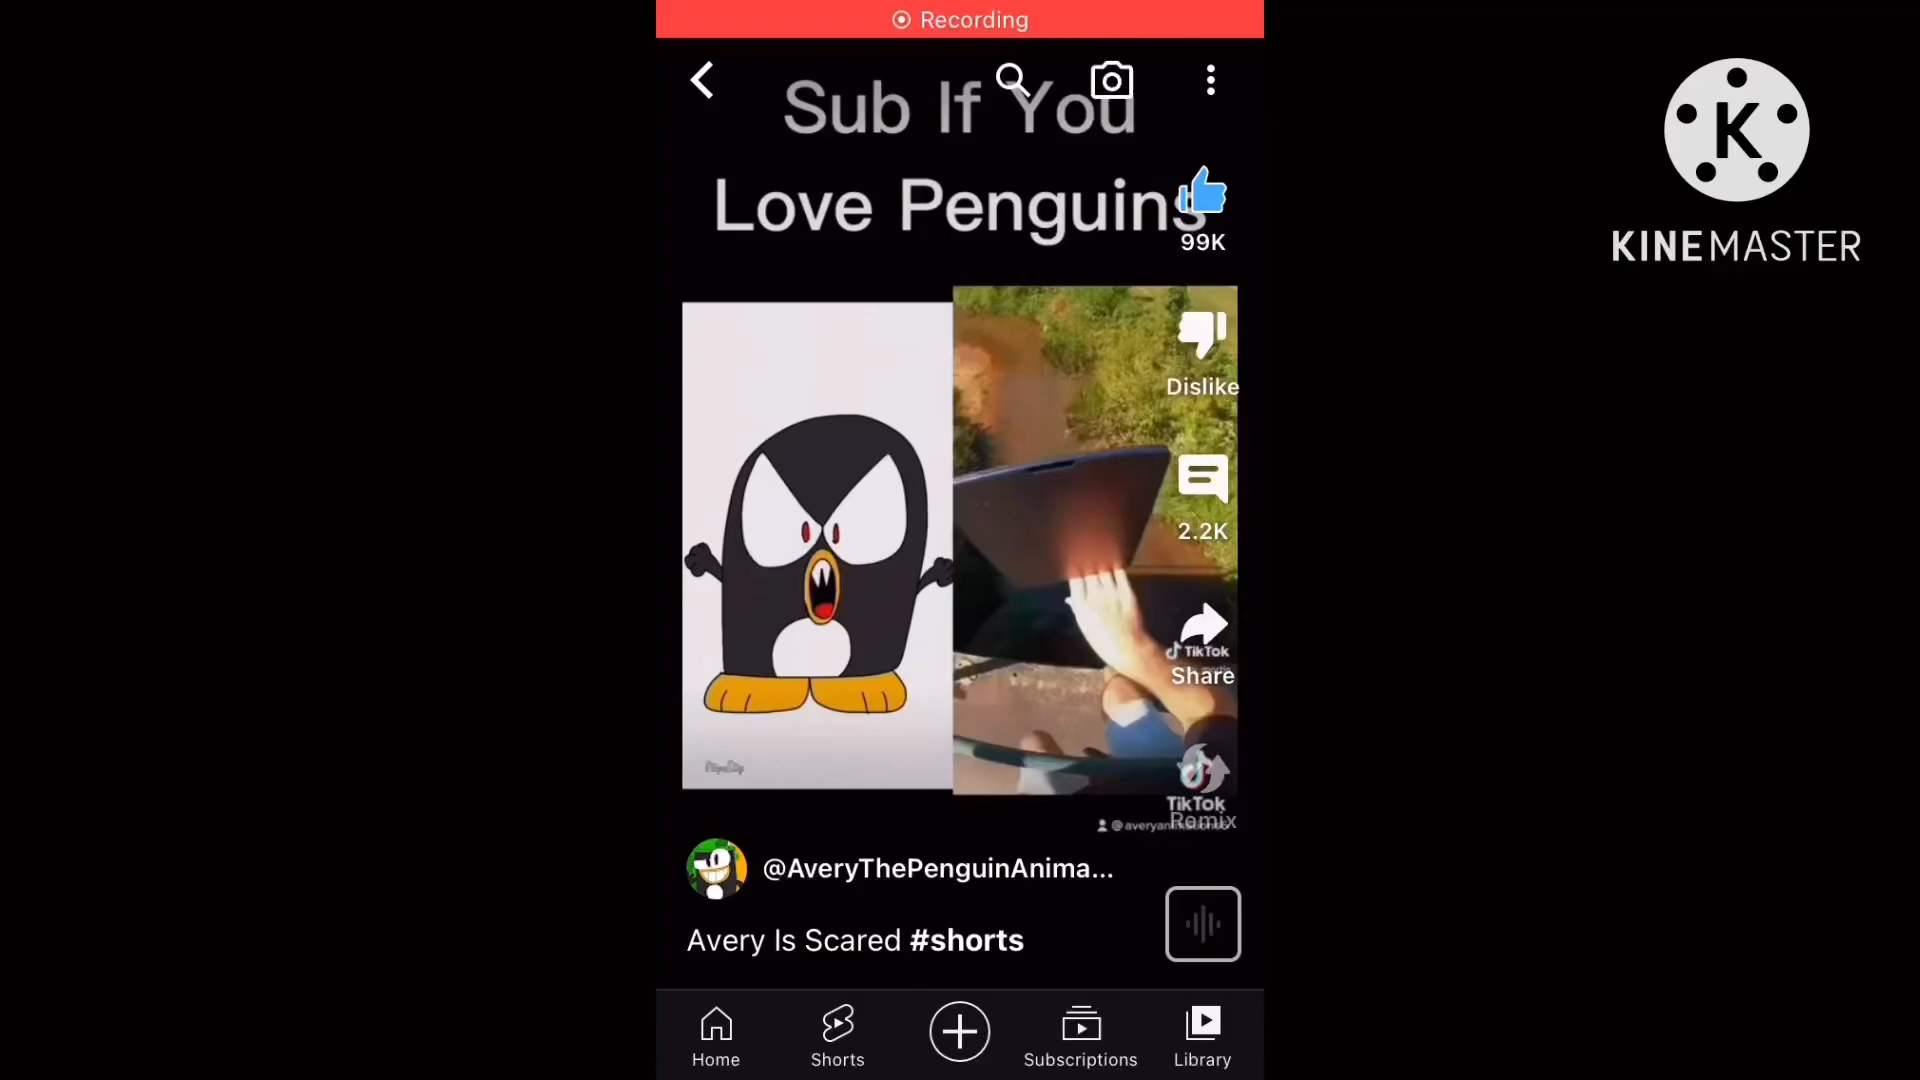 Recording
Sub If You
Love Penguins
99K
Dislike
2.2K
TikTok
Share
FlipaClip
TikTok
Remix
@AveryThePenguinAnima...
Avery Is Scared #shorts
Home
Shorts
Subscriptions
Library
K
KINEMASTER